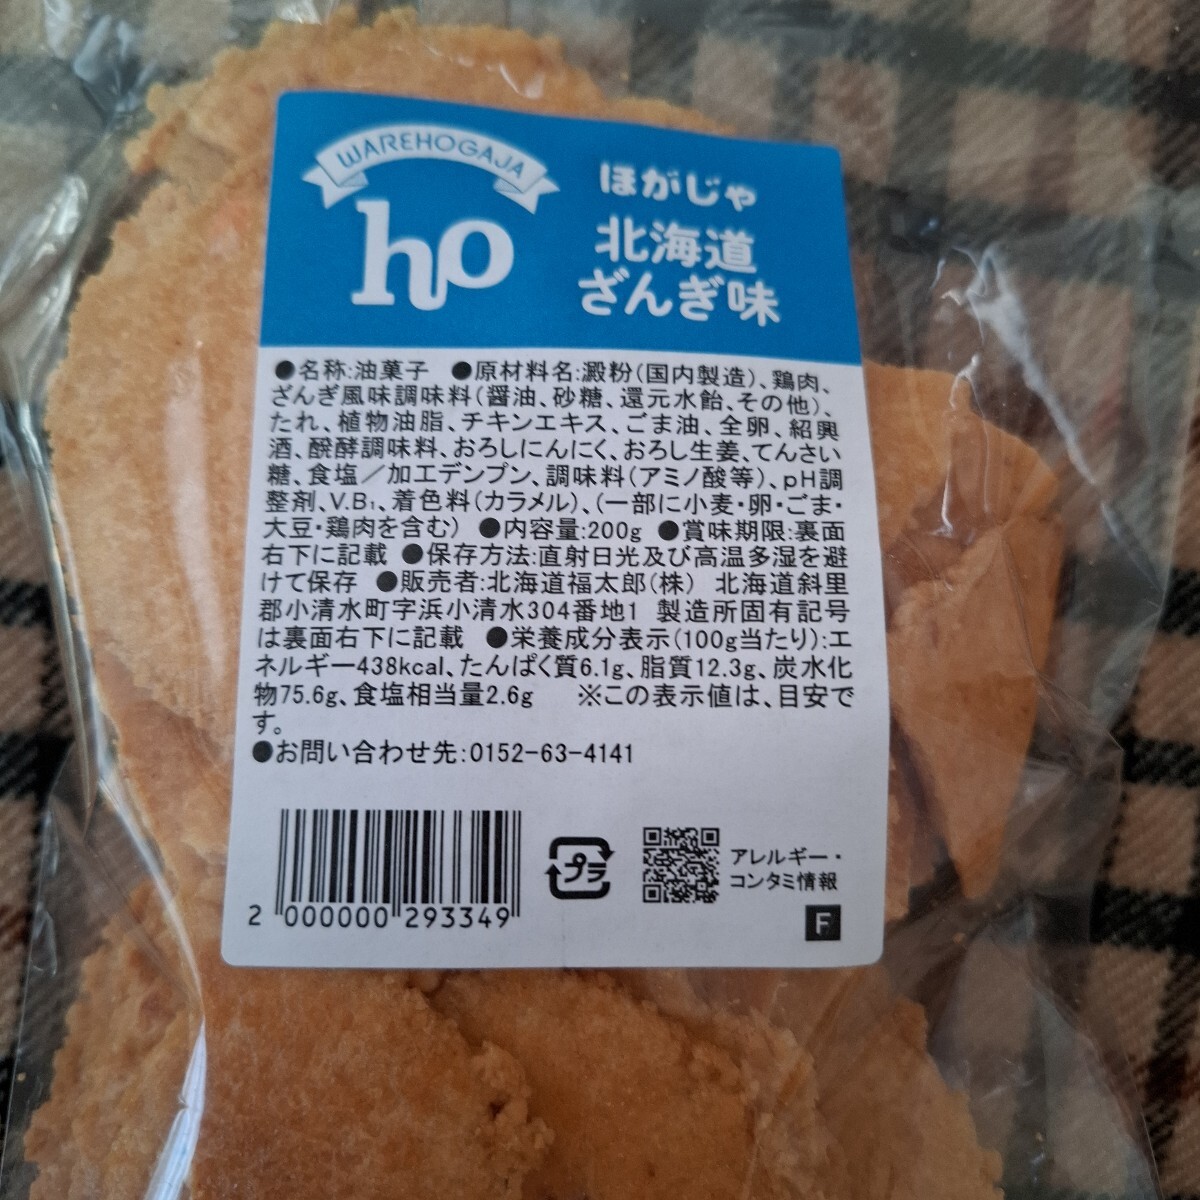 WAREHOGAJA
ho
ほがじゃ
北海道
ざんぎ味
●名称:油菓子 ●原材料名:澱粉(国内製造)、鶏肉、
ざんぎ風味調味料(醤油、砂糖、還元水飴、その他)、
たれ、植物油脂、チキンエキス、ごま油、全卵、紹興
酒、醗酵調味料、おろしにんにく、おろし生姜、てんさい
糖、食塩／加工デンプン、調味料(アミノ酸等)、pH調
整剤、V.B₁、着色料(カラメル)、(一部に小麦・卵・ごま・
大豆・鶏肉を含む) ●内容量:200g ●賞味期限:裏面
右下に記載 ●保存方法:直射日光及び高温多湿を避
けて保存 ●販売者:北海道福太郎(株) 北海道斜里
郡小清水町字浜小清水304番地1 製造所固有記号
は裏面右下に記載 ●栄養成分表示(100g当たり):エ
ネルギー438kcal、たんぱく質6.1g、脂質12.3g、炭水化
物75.6g、食塩相当量2.6g ※この表示値は、目安で
す。
●お問い合わせ先:0152-63-4141
2 000000 293349
プラ
アレルギー・
コンタミ情報
F